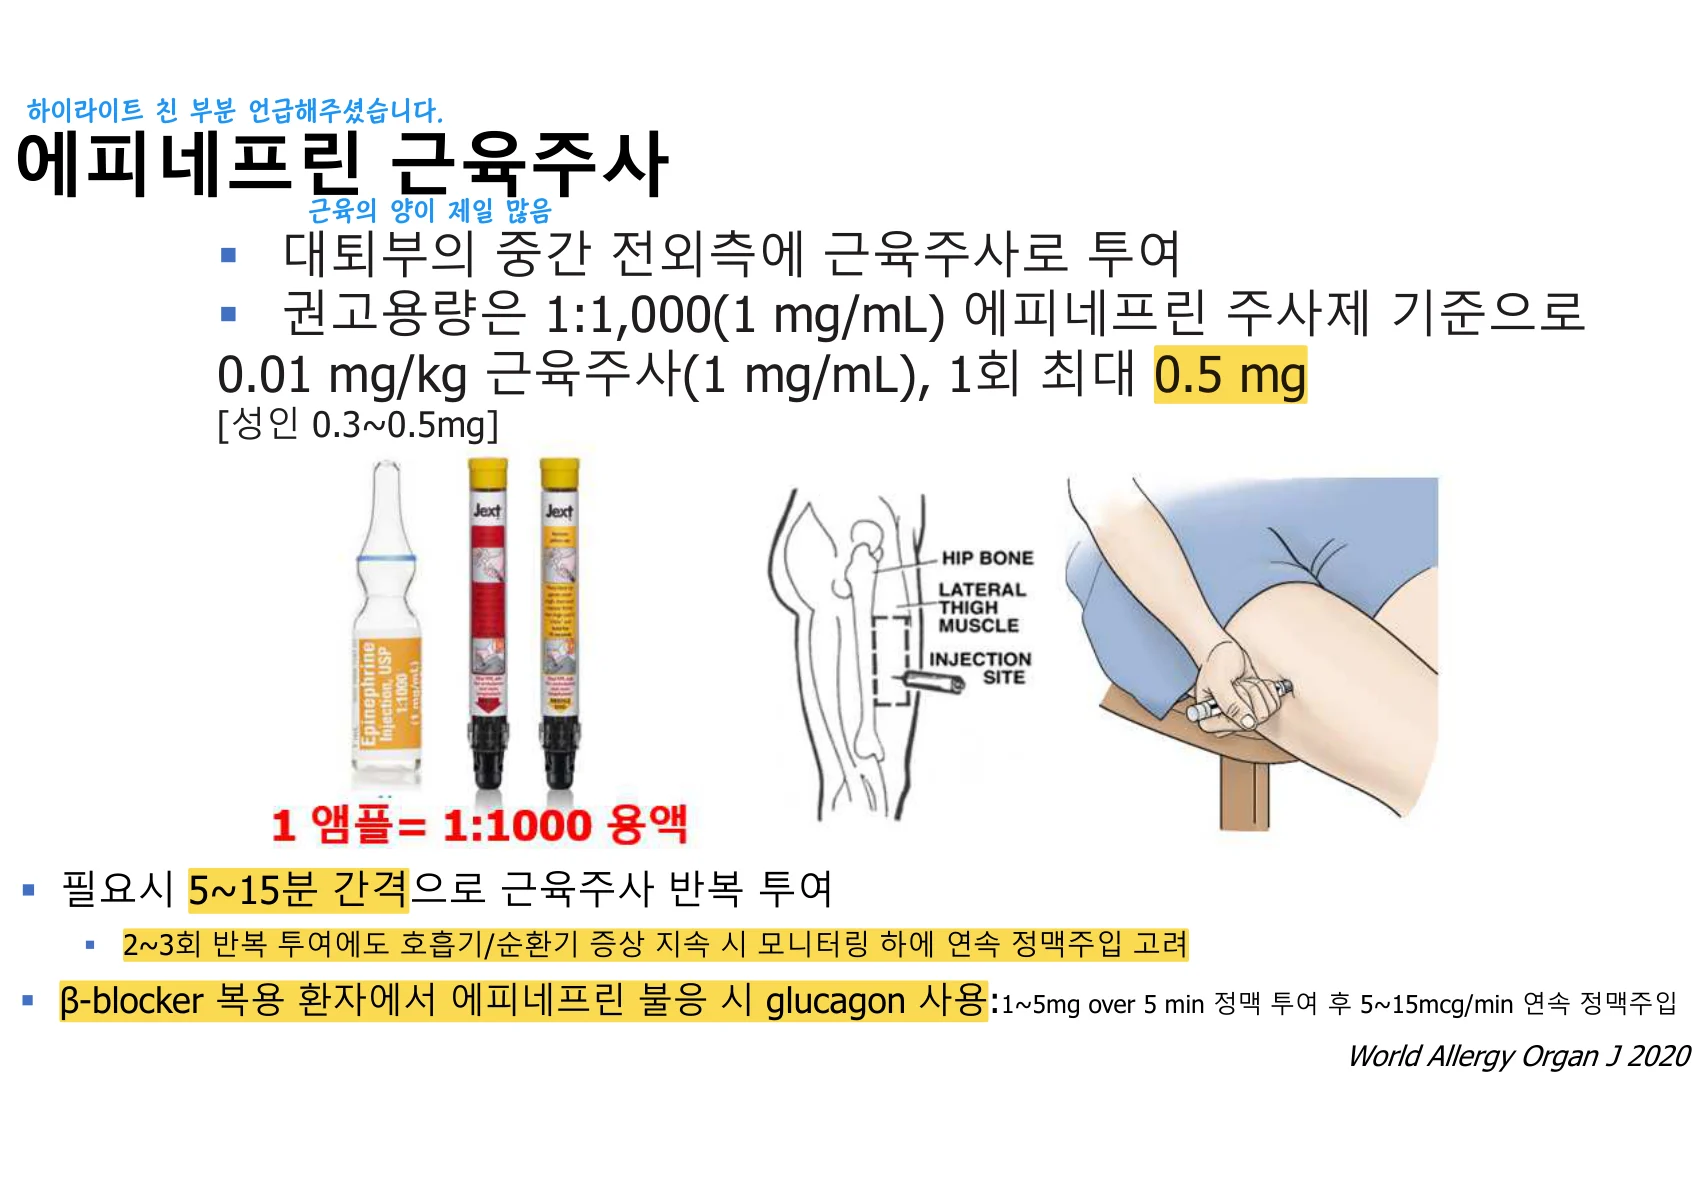 하이라이트 친 부분 언급해주셨습니다.
에피네프린 근육주사
근육의 양이 제일 많음
▪ 대퇴부의 중간 전외측에 근육주사로 투여
▪ 권고용량은 1:1,000(1 mg/mL) 에피네프린 주사제 기준으로
0.01 mg/kg 근육주사(1 mg/mL), 1회 최대 0.5 mg
[성인 0.3~0.5mg]
Epinephrine
Injection, USP
1:1000
(1 mg/mL)
Jext
Jext
HIP BONE
LATERAL
THIGH
MUSCLE
INJECTION
SITE
1 앰플= 1:1000 용액
▪ 필요시 5~15분 간격으로 근육주사 반복 투여
▪ 2~3회 반복 투여에도 호흡기/순환기 증상 지속 시 모니터링 하에 연속 정맥주입 고려
▪ β-blocker 복용 환자에서 에피네프린 불응 시 glucagon 사용:1~5mg over 5 min 정맥 투여 후 5~15mcg/min 연속 정맥주입
World Allergy Organ J 2020